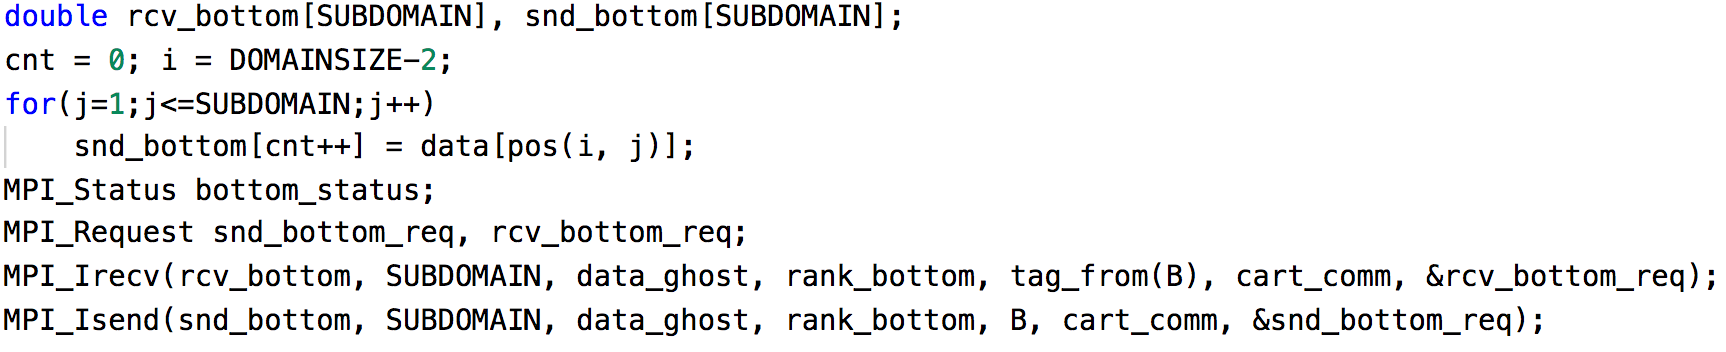 double rcv_bottom[SUBDOMAIN], snd_bottom[SUBDOMAIN];
cnt = 0; i = DOMAINSIZE-2;
for(j=1;j<=SUBDOMAIN;j++)
    snd_bottom[cnt++] = data[pos(i, j)];
MPI_Status bottom_status;
MPI_Request snd_bottom_req, rcv_bottom_req;
MPI_Irecv(rcv_bottom, SUBDOMAIN, data_ghost, rank_bottom, tag_from(B), cart_comm, &rcv_bottom_req);
MPI_Isend(snd_bottom, SUBDOMAIN, data_ghost, rank_bottom, B, cart_comm, &snd_bottom_req);